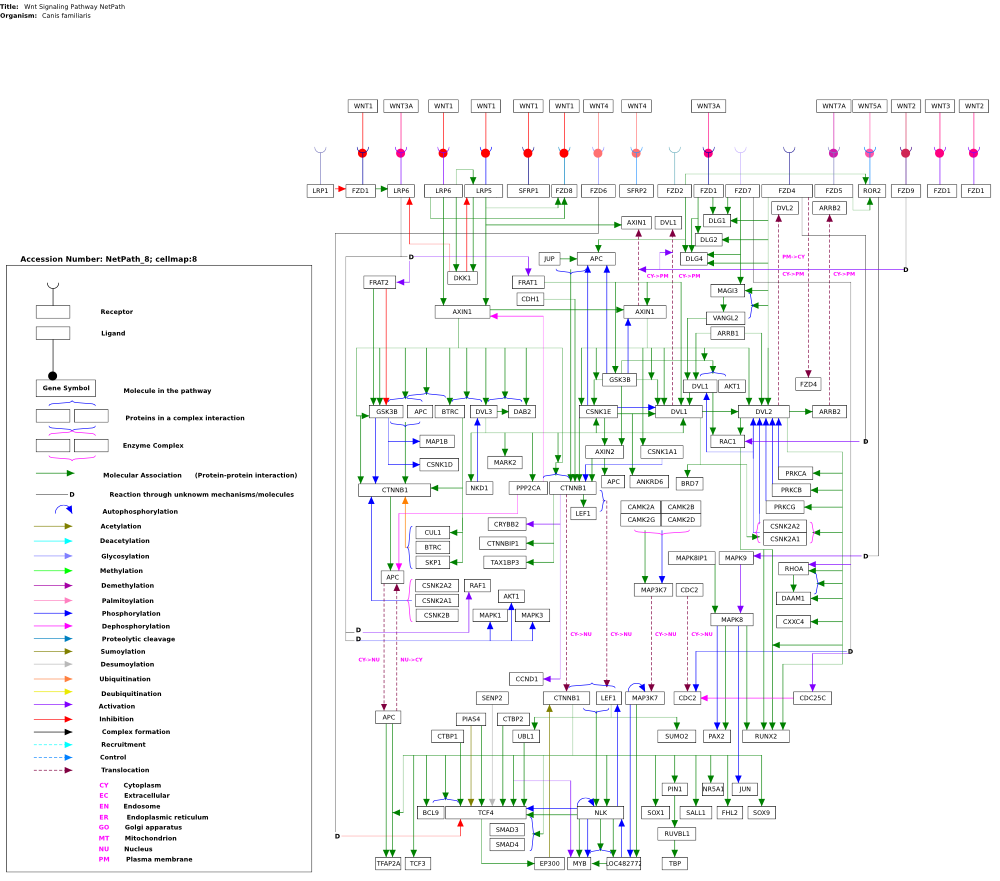 Title: Wnt Signaling Pathway NetPath
Organism: Canis familiaris
WNT1 WNT3A WNT1 WNT1 WNT1 WNT1 WNT4 WNT4 WNT3A WNT7A WNT5A WNT2 WNT3 WNT2
LRP1 FZD1 LRP6 LRP6 LRP5 SFRP1 FZD8 FZD6 SFRP2 FZD2 FZD1 FZD7 FZD4 FZD5 ROR2 FZD9 FZD1 FZD1
DVL2 ARRB2
AXIN1 DVL1 DLG1
DLG2
Accession Number: NetPath_8; cellmap:8
D JUP APC DLG4 PM->CY
D
FRAT2 DKK1 FRAT1 CY->PM CY->PM CY->PM CY->PM
MAGI3
CDH1
AXIN1 AXIN1 VANGL2
ARRB1
Receptor
Ligand
GSK3B DVL1 AKT1 FZD4
Gene Symbol Molecule in the pathway
GSK3B APC BTRC DVL3 DAB2 CSNK1E DVL1 DVL2 ARRB2
Proteins in a complex interaction
MAP1B RAC1 D
Enzyme Complex
AXIN2 CSNK1A1
CSNK1D MARK2
Molecular Association (Protein-protein interaction)
PRKCA
CTNNB1 NKD1 PPP2CA CTNNB1 APC ANKRD6 BRD7 PRKCB
D Reaction through unknowm mechanisms/molecules
PRKCG
Autophosphorylation
LEF1 CAMK2A CAMK2B
CAMK2G CAMK2D
Acetylation
CRYBB2 CSNK2A2
CUL1 CSNK2A1
Deacetylation
BTRC CTNNBIP1
Glycosylation
SKP1 TAX1BP3 MAPK8IP1 MAPK9 D
Methylation
APC RHOA
Demethylation
CSNK2A2 RAF1 MAP3K7 CDC2
Palmitoylation
CSNK2A1 AKT1 DAAM1
Phosphorylation
CSNK2B MAPK1 MAPK3 MAPK8 CXXC4
Dephosphorylation
D
D
Proteolytic cleavage
CY->NU CY->NU CY->NU CY->NU
Sumoylation
D
CY->NU NU->CY
Desumoylation
Ubiquitination
CCND1
Deubiquitination
SENP2 CTNNB1 LEF1 MAP3K7 CDC2 CDC25C
Activation
APC PIAS4 CTBP2
Inhibition
CTBP1 UBL1 SUMO2 PAX2 RUNX2
Complex formation
Recruitment
Control
Translocation
CY Cytoplasm
PIN1 NR5A1 JUN
EC Extracellular
EN Endosome
BCL9 TCF4 NLK SOX1 SALL1 FHL2 SOX9
ER Endoplasmic reticulum
GO Golgi apparatus
SMAD3 RUVBL1
D
MT Mitochondrion
SMAD4
NU Nucleus
PM Plasma membrane
TFAP2A TCF3 EP300 MYB LOC482772 TBP